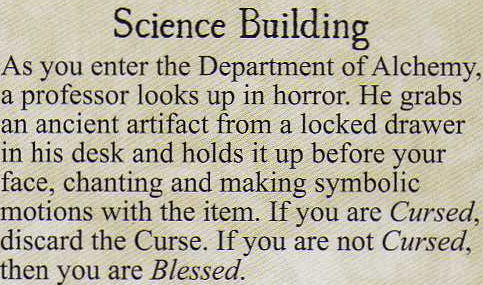 Science Building
As you enter the Department of Alchemy,
a professor looks up in horror. He grabs
an ancient artifact from a locked drawer
in his desk and holds it up before your
face, chanting and making symbolic
motions with the item. If you are Cursed,
discard the Curse. If you are not Cursed,
then you are Blessed.